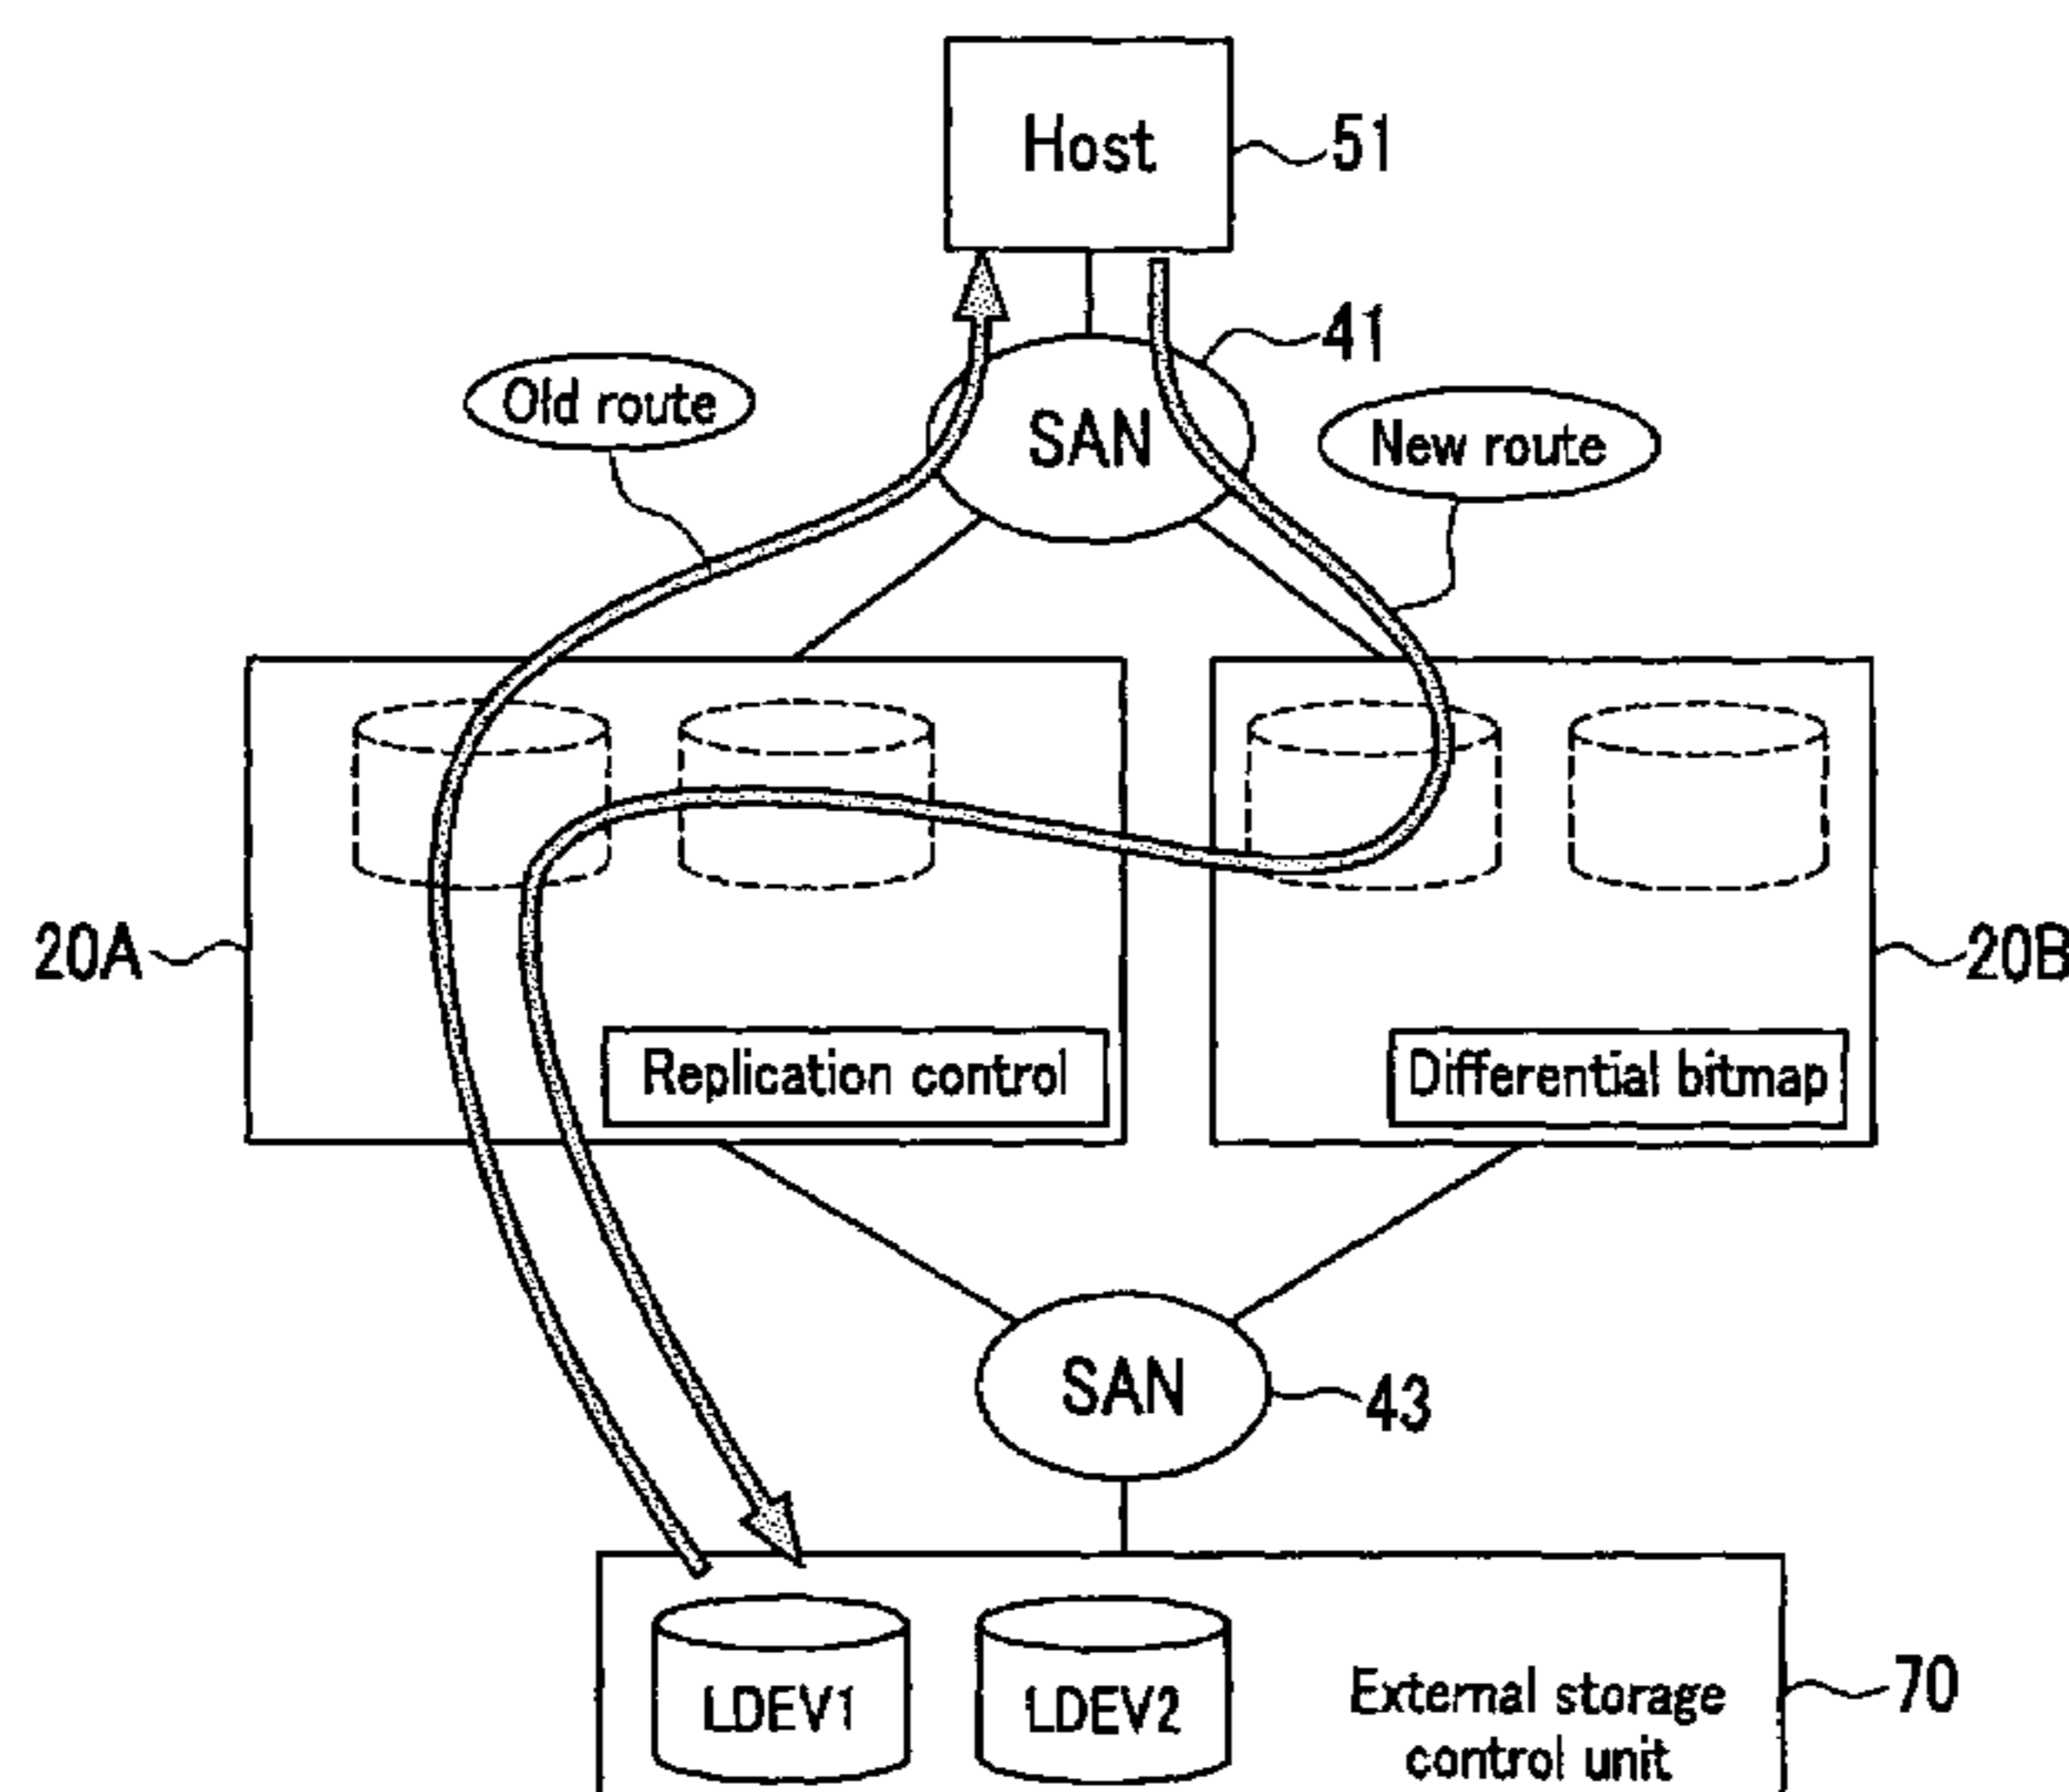 Host
51
41
Old route
SAN
New route
20A
20B
Replication control
Differential bitmap
SAN
43
LDEV1
LDEV2
External storage
control unit
70